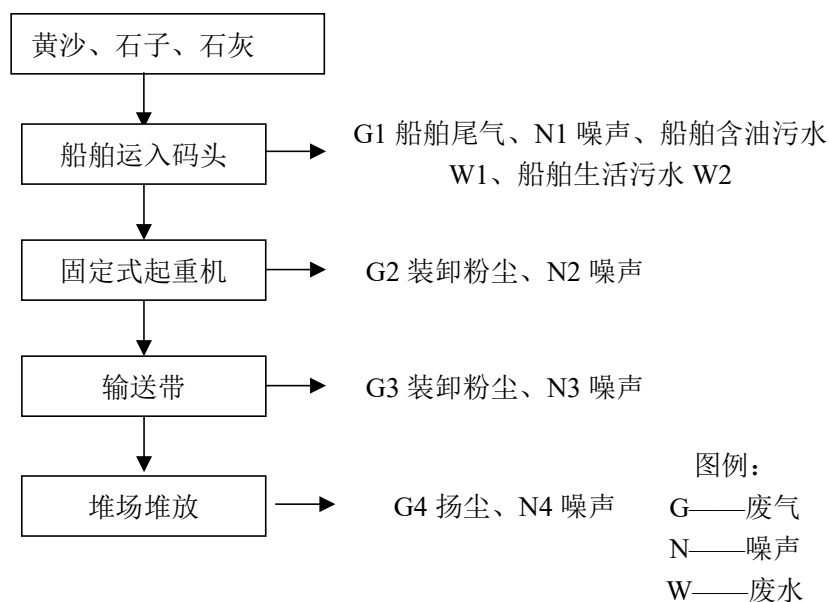 黄沙、石子、石灰
船舶运入码头
G1 船舶尾气、N1 噪声、船舶含油污水
W1、船舶生活污水 W2
固定式起重机
G2 装卸粉尘、N2 噪声
输送带
G3 装卸粉尘、N3 噪声
堆场堆放
G4 扬尘、N4 噪声
图例：
G——废气
N——噪声
W——废水